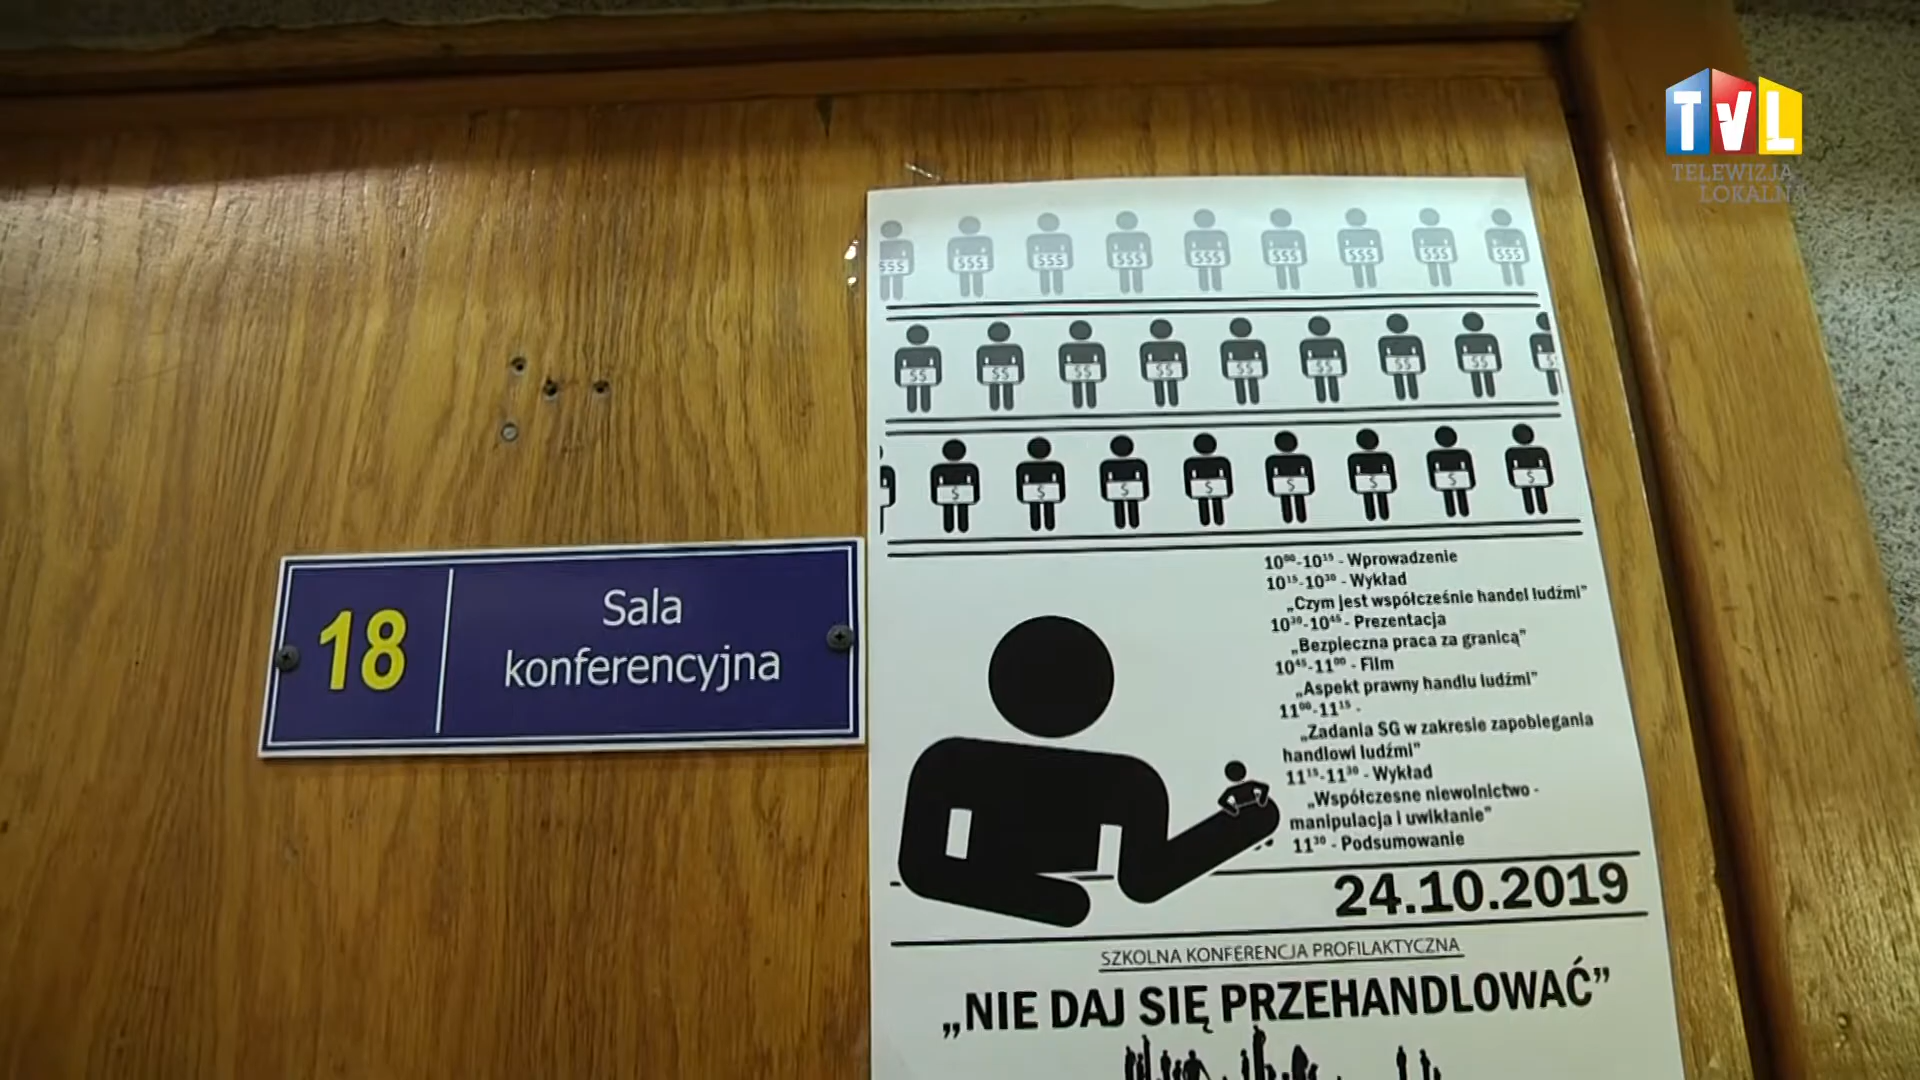 TVL
TELEWIZJA
LOKALNA
$$$ $$$ $$$ $$$ $$$ $$$ $$$ $$$ $$$
$$ $$ $$ $$ $$ $$ $$ $$ $
$ $ $ $ $ $ $ $
10⁰⁰-10¹⁵ - Wprowadzenie
10¹⁵-10³⁰ - Wykład
„Czym jest współcześnie handel ludźmi”
10³⁰-10⁴⁵ - Prezentacja
„Bezpieczna praca za granicą”
10⁴⁵-11⁰⁰ - Film
„Aspekt prawny handlu ludźmi”
11⁰⁰-11¹⁵ -
„Zadania SG w zakresie zapobiegania
handlowi ludźmi”
11¹⁵-11³⁰ - Wykład
„Współczesne niewolnictwo -
manipulacja i uwikłanie”
11³⁰ - Podsumowanie
18
Sala
konferencyjna
24.10.2019
SZKOLNA KONFERENCJA PROFILAKTYCZNA
„NIE DAJ SIĘ PRZEHANDLOWAĆ”